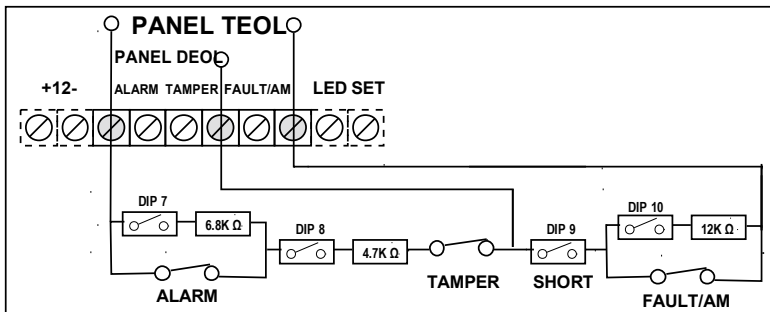 PANEL TEOL
PANEL DEOL
+12- ALARM TAMPER FAULT/AM LED SET
DIP 7 6.8K Ω DIP 8 4.7K Ω DIP 9 DIP 10 12K Ω
TAMPER SHORT
ALARM FAULT/AM